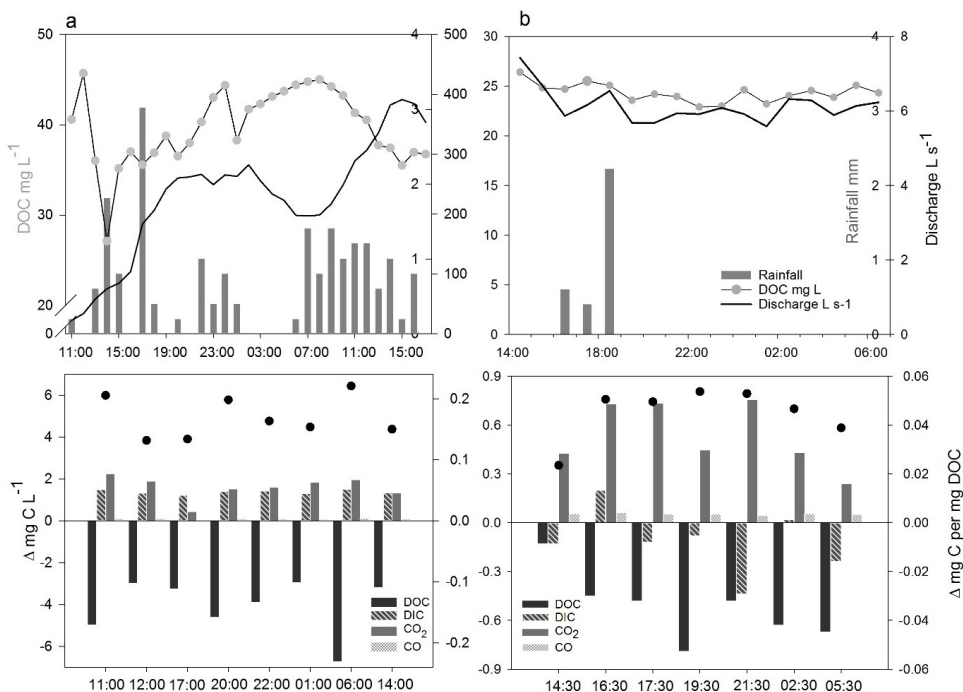 a
b
50
40
30
20
0
DOC mg L-1
4
3
2
1
0
500
400
300
200
100
0
11:00 15:00 19:00 23:00 03:00 07:00 11:00 15:00
30
25
20
15
10
5
0
4
3
2
1
0
Rainfall mm
8
6
4
2
0
Discharge L s-1
Rainfall
DOC mg L
Discharge L s-1
14:00 18:00 22:00 02:00 06:00
6
4
2
0
-2
-4
-6
Δ mg C L-1
0.2
0.1
0.0
-0.1
-0.2
DOC
DIC
CO2
CO
11:00 12:00 17:00 20:00 22:00 01:00 06:00 14:00
0.9
0.6
0.3
0.0
-0.3
-0.6
-0.9
0.06
0.04
0.02
0.00
-0.02
-0.04
-0.06
Δ mg C per mg DOC
DOC
DIC
CO2
CO
14:30 16:30 17:30 19:30 21:30 02:30 05:30